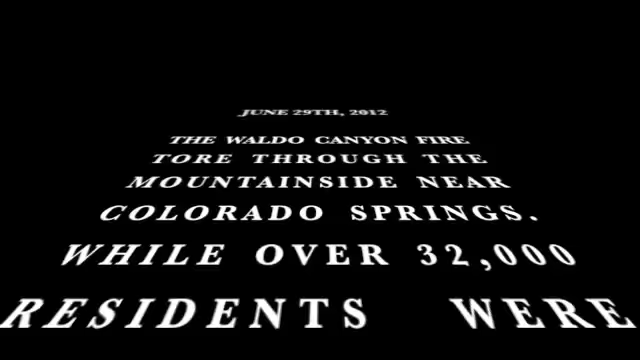 JUNE 29TH, 2012
THE WALDO CANYON FIRE
TORE THROUGH THE
MOUNTAINSIDE NEAR
COLORADO SPRINGS.
WHILE OVER 32,000
RESIDENTS WERE